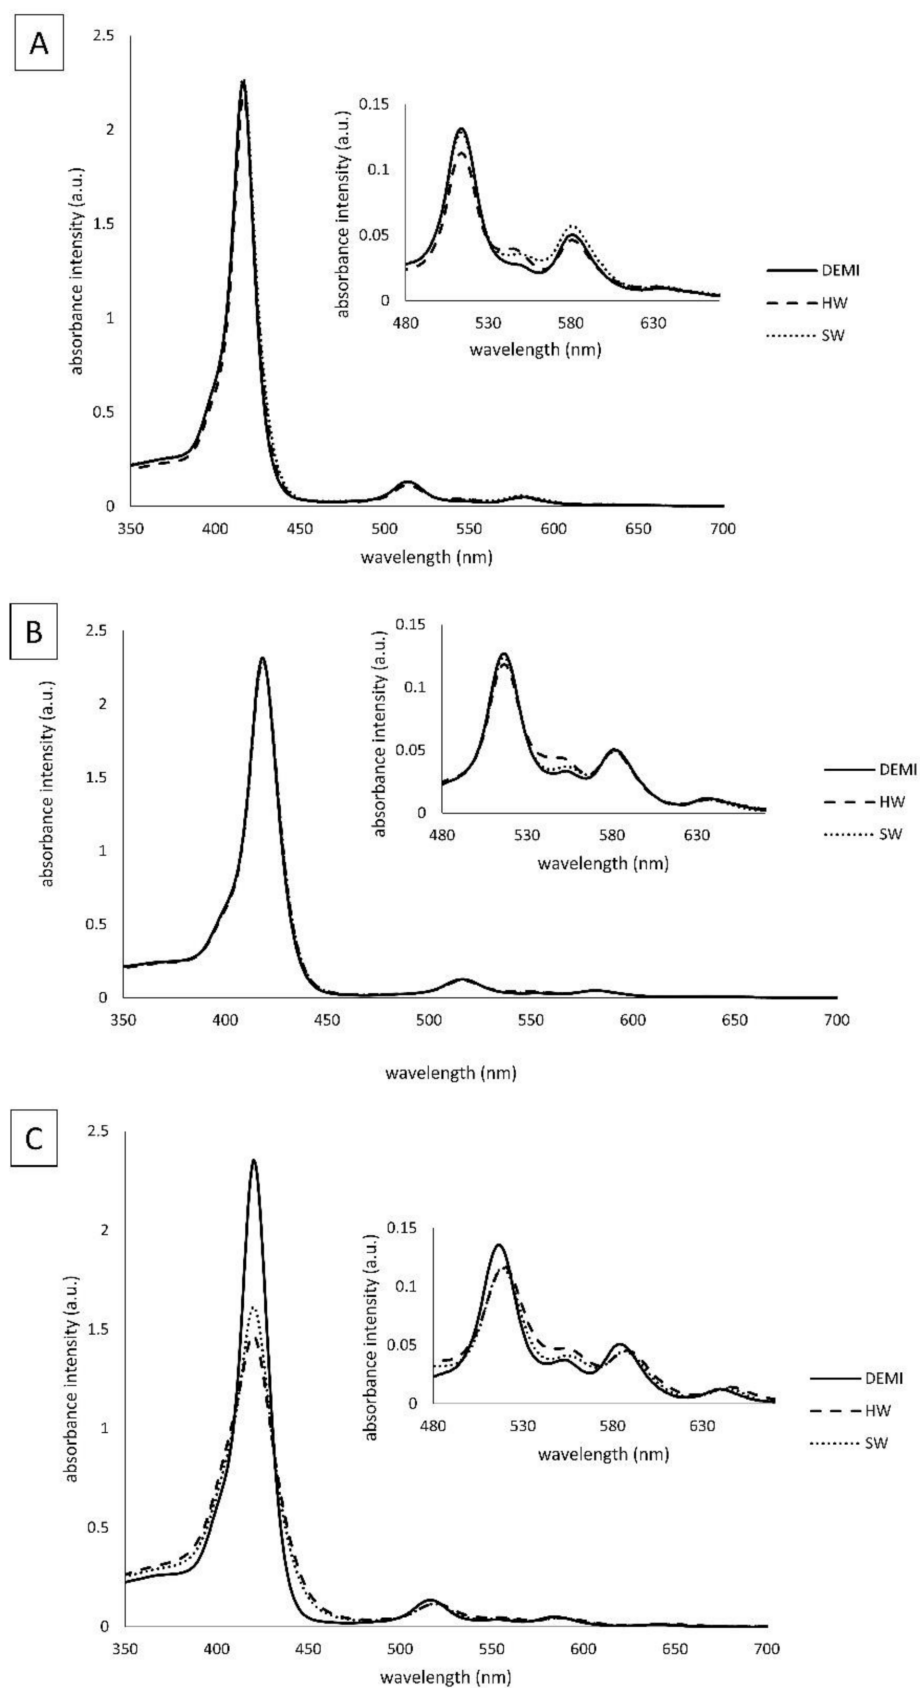 A
2.5
2
1.5
1
0.5
0
absorbance intensity (a.u.)
350 400 450 500 550 600 650 700
wavelength (nm)
0.15
0.1
0.05
0
absorbance intensity (a.u.)
480 530 580 630
wavelength (nm)
DEMI
HW
SW
B
2.5
2
1.5
1
0.5
0
absorbance intensity (a.u.)
350 400 450 500 550 600 650 700
wavelength (nm)
0.15
0.1
0.05
0
absorbance intensity (a.u.)
480 530 580 630
wavelength (nm)
DEMI
HW
SW
C
2.5
2
1.5
1
0.5
0
absorbance intensity (a.u.)
350 400 450 500 550 600 650 700
wavelength (nm)
0.15
0.1
0.05
0
absorbance intensity (a.u.)
480 530 580 630
wavelength (nm)
DEMI
HW
SW